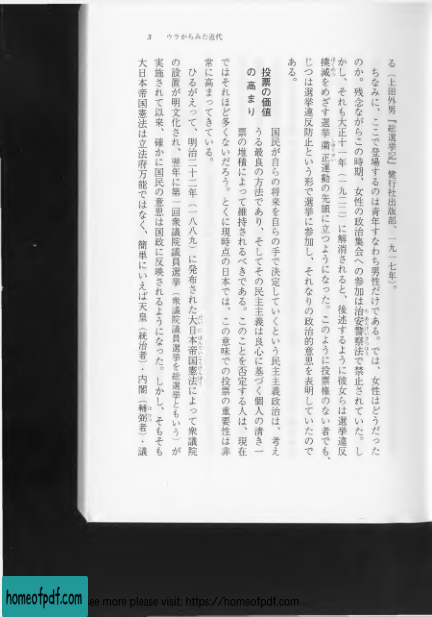 3　ウラからみた近代
る（上田外男『総選挙記』健行社出版部、一九一七年）。
ちなみに、ここで登場するのは青年すなわち男性だけである。では、女性はどうだった
のか。残念ながらこの時期、女性の政治集会への参加は治安警察法で禁止されていた。し
かし、それも大正十一年（一九二二）に解消されると、後述するように彼女らは選挙違反
撲滅をめざす選挙粛正運動の先頭に立つようになった。このように投票権のない者でも、
じつは選挙違反防止という形で選挙に参加し、それなりの政治的意思を表明していたので
ある。
投票の価値
の高まり
国民が自らの将来を自らの手で決定していくという民主主義政治は、考え
うる最良の方法であり、そしてその民主主義は良心に基づく個人の清き一
票の堆積によって維持されるべきである。このことを否定する人は、現在
ではそれほど多くないだろう。とくに現時点の日本では、この意味での投票の重要性は非
常に高まってきている。
ひるがえって、明治二十二年（一八八九）に発布された大日本帝国憲法によって衆議院
の設置が明文化され、翌年に第一回衆議院議員選挙（衆議院議員選挙を総選挙ともいう）が
実施されて以来、確かに国民の意思は国政に反映されるようになった。しかし、そもそも
大日本帝国憲法は立法府万能ではなく、簡単にいえば天皇（統治者）・内閣（輔弼者）・議
homeofpdf.com
ee more please visit: https://homeofpdf.com